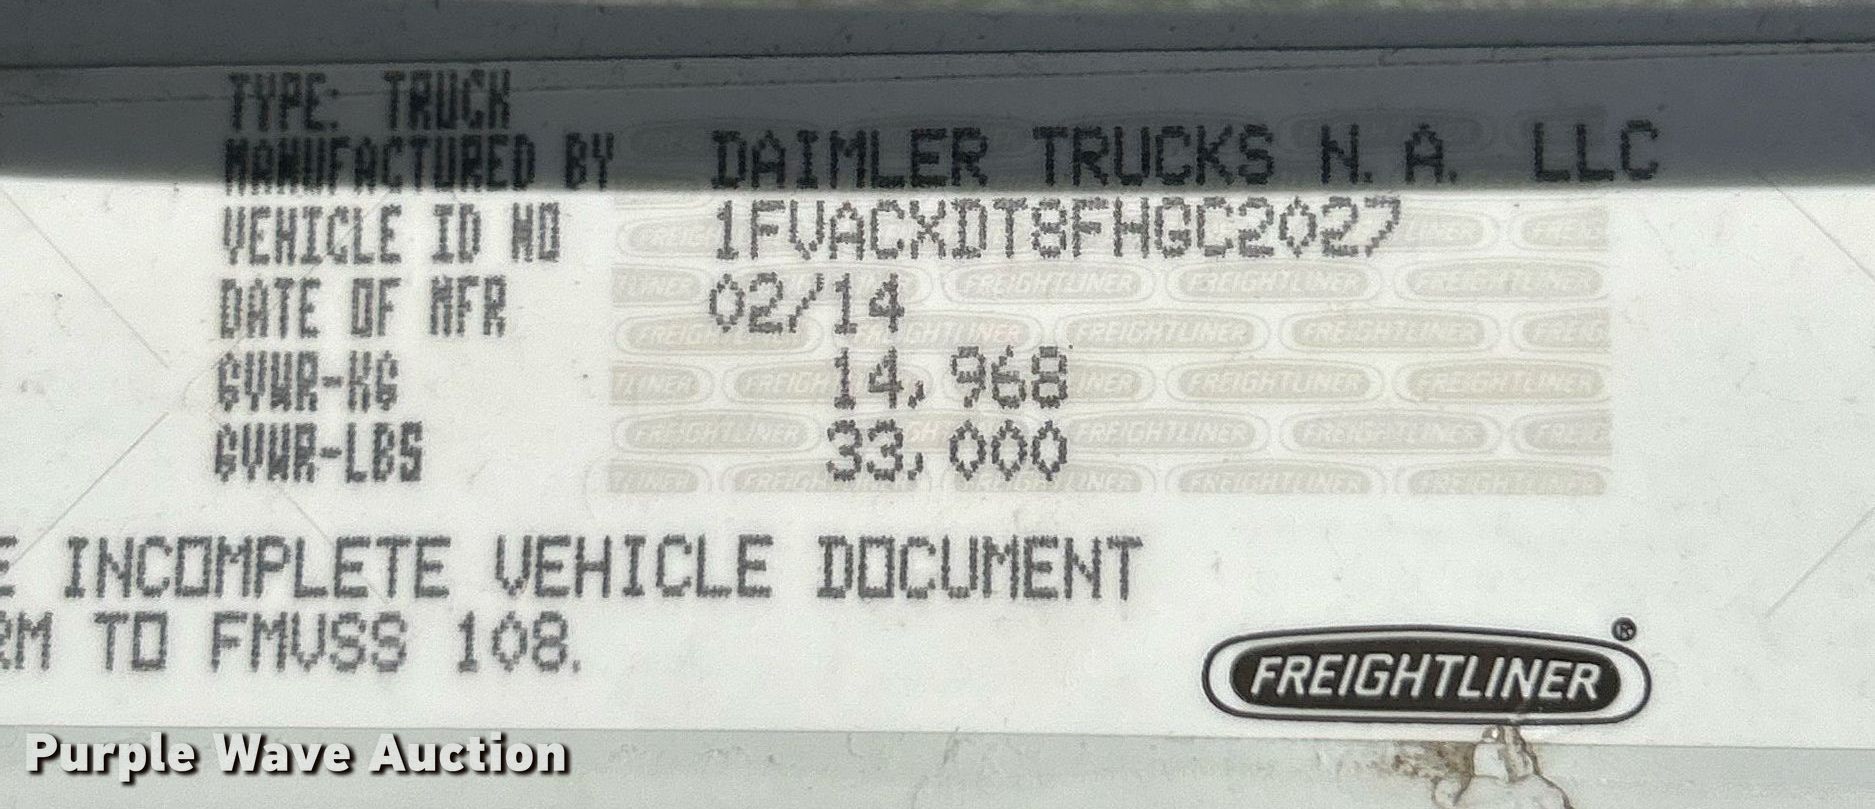 TYPE: TRUCK
MANUFACTURED BY DAIMLER TRUCKS N.A. LLC
VEHICLE ID NO 1FVACXDT8FHGC2027
DATE OF MFR 02/14
GVWR-KG 14,968
GVWR-LBS 33,000
E INCOMPLETE VEHICLE DOCUMENT
RM TO FMVSS 108.
FREIGHTLINER®
Purple Wave Auction